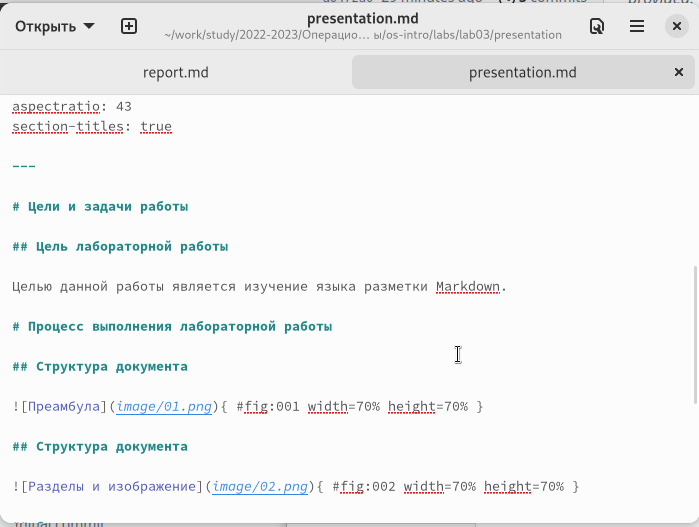 Открыть
presentation.md
~/work/study/2022-2023/Операцио… ы/os-intro/labs/lab03/presentation
report.md
presentation.md
aspectratio: 43
section-titles: true
---
# Цели и задачи работы
## Цель лабораторной работы
Целью данной работы является изучение языка разметки Markdown.
# Процесс выполнения лабораторной работы
## Структура документа
![Преамбула](image/01.png){ #fig:001 width=70% height=70% }
## Структура документа
![Разделы и изображение](image/02.png){ #fig:002 width=70% height=70% }